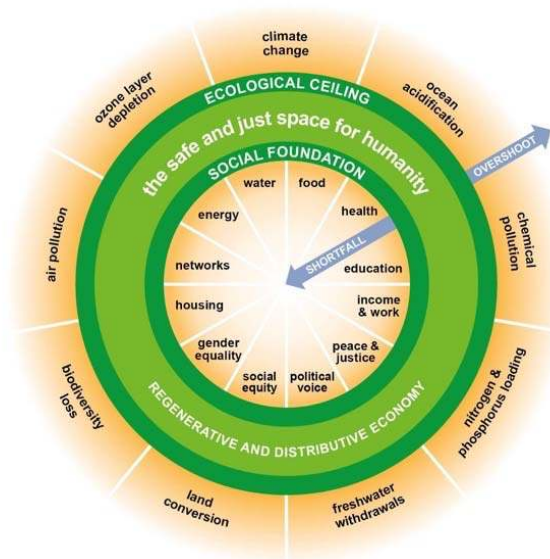 climate
change
ocean
acidification
chemical
pollution
nitrogen &
phosphorus loading
freshwater
withdrawals
land
conversion
biodiversity
loss
air pollution
ozone layer
depletion
OVERSHOOT
ECOLOGICAL CEILING
the safe and just space for humanity
SOCIAL FOUNDATION
water
food
health
SHORTFALL
education
income
& work
peace &
justice
political
voice
social
equity
gender
equality
housing
networks
energy
REGENERATIVE AND DISTRIBUTIVE ECONOMY